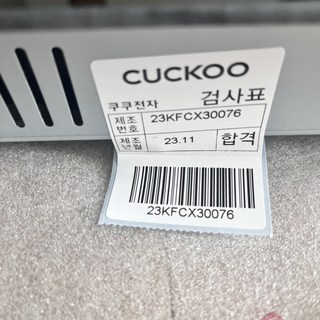 CUCKOO
쿠쿠전자 검사표
제조번호 23KFCX30076
제조년월 23.11 합격
23KFCX30076